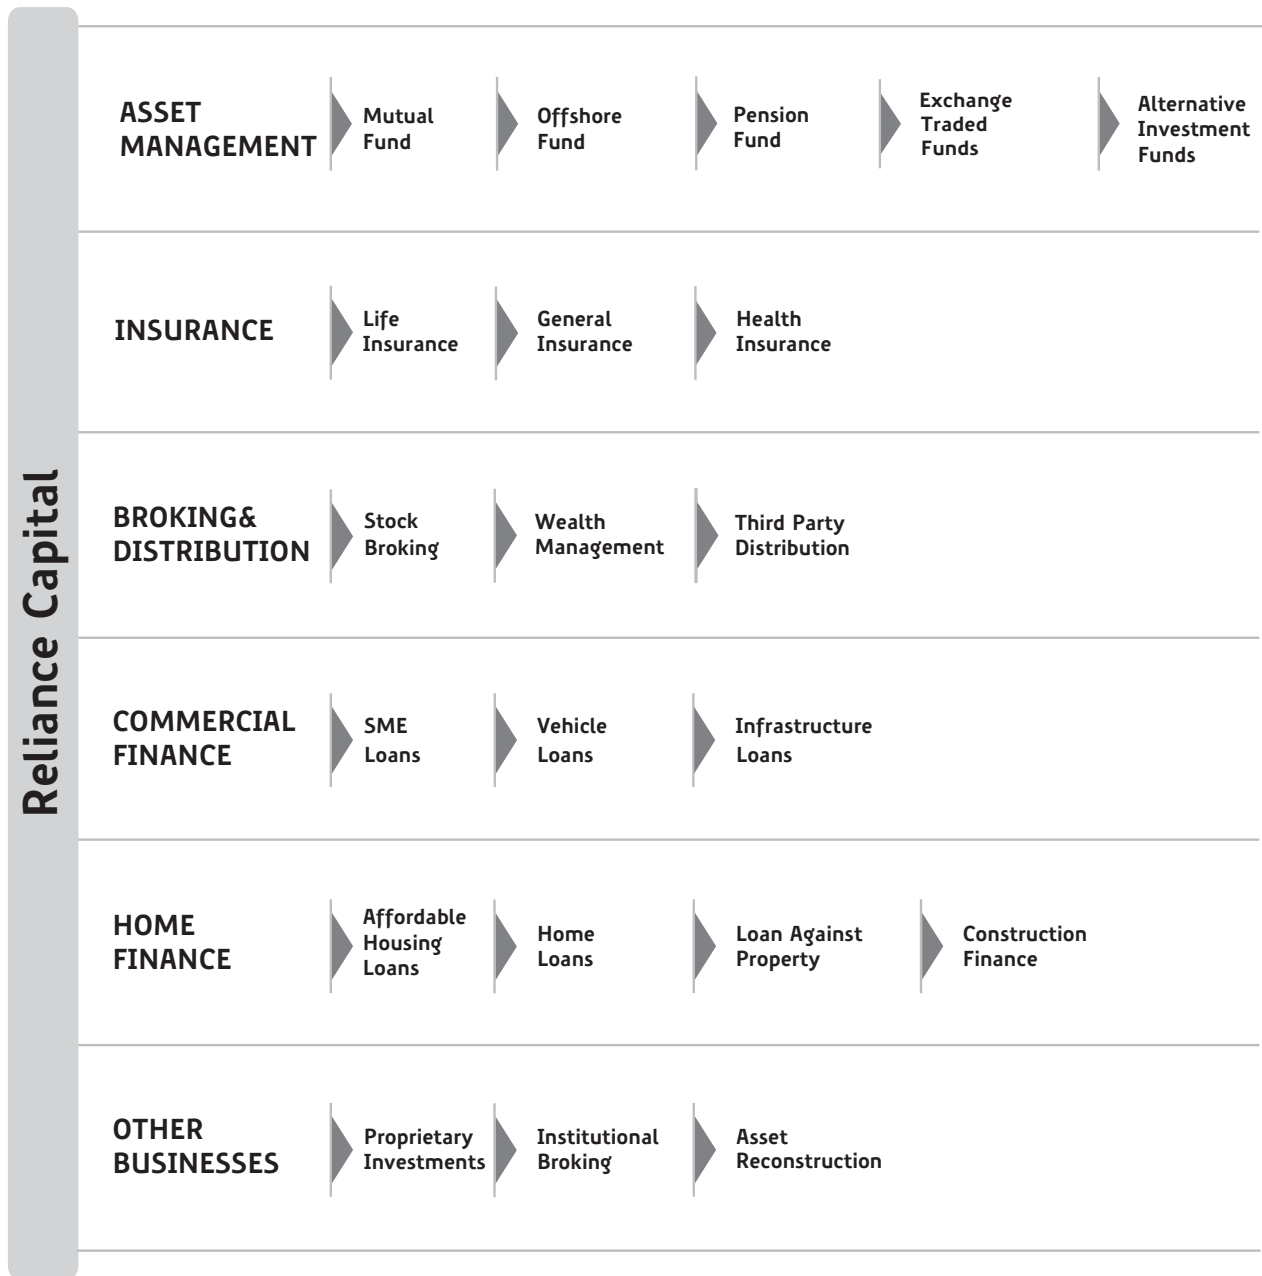 Reliance Capital
ASSET
MANAGEMENT
Mutual
Fund
Offshore
Fund
Pension
Fund
Exchange
Traded
Funds
Alternative
Investment
Funds
INSURANCE
Life
Insurance
General
Insurance
Health
Insurance
BROKING&
DISTRIBUTION
Stock
Broking
Wealth
Management
Third Party
Distribution
COMMERCIAL
FINANCE
SME
Loans
Vehicle
Loans
Infrastructure
Loans
HOME
FINANCE
Affordable
Housing
Loans
Home
Loans
Loan Against
Property
Construction
Finance
OTHER
BUSINESSES
Proprietary
Investments
Institutional
Broking
Asset
Reconstruction